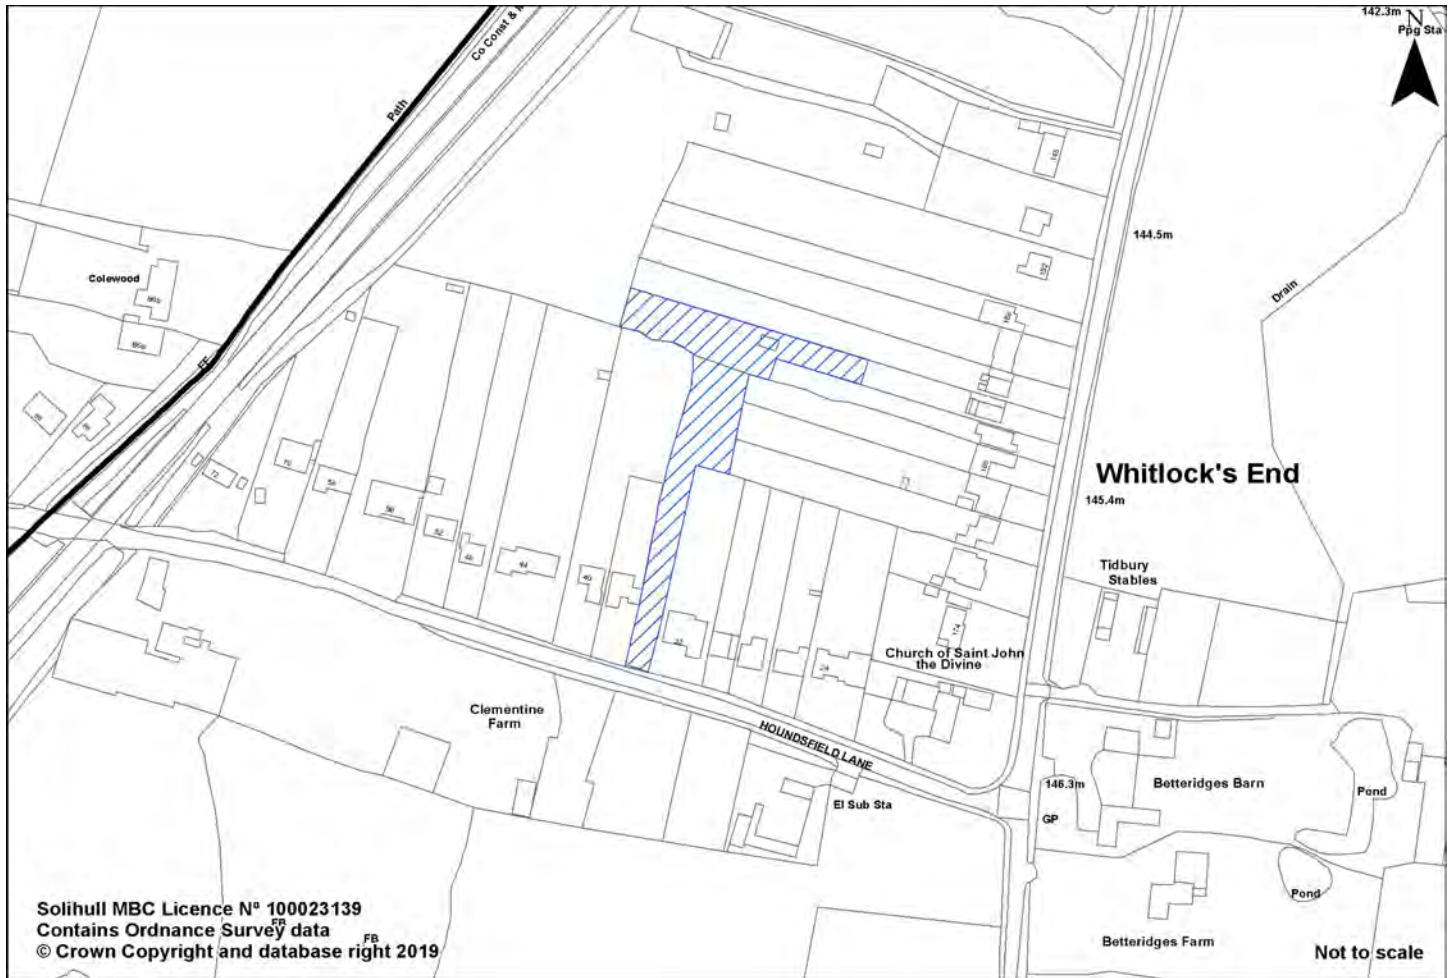 142.3m
N
Ppg Sta
Co Const &
Path
143
144.5m
152
Drain
Colewood
FF
70
72
58
56
52
48
44
40
32
24
Whitlock's End
145.4m
Tidbury
Stables
174
Church of Saint John
the Divine
Clementine
Farm
HOUNDSFIELD LANE
El Sub Sta
146.3m
GP
Betteridges Barn
Pond
Pond
Betteridges Farm
Solihull MBC Licence Nº 100023139
FB
Contains Ordnance Survey data
FB
© Crown Copyright and database right 2019
Not to scale